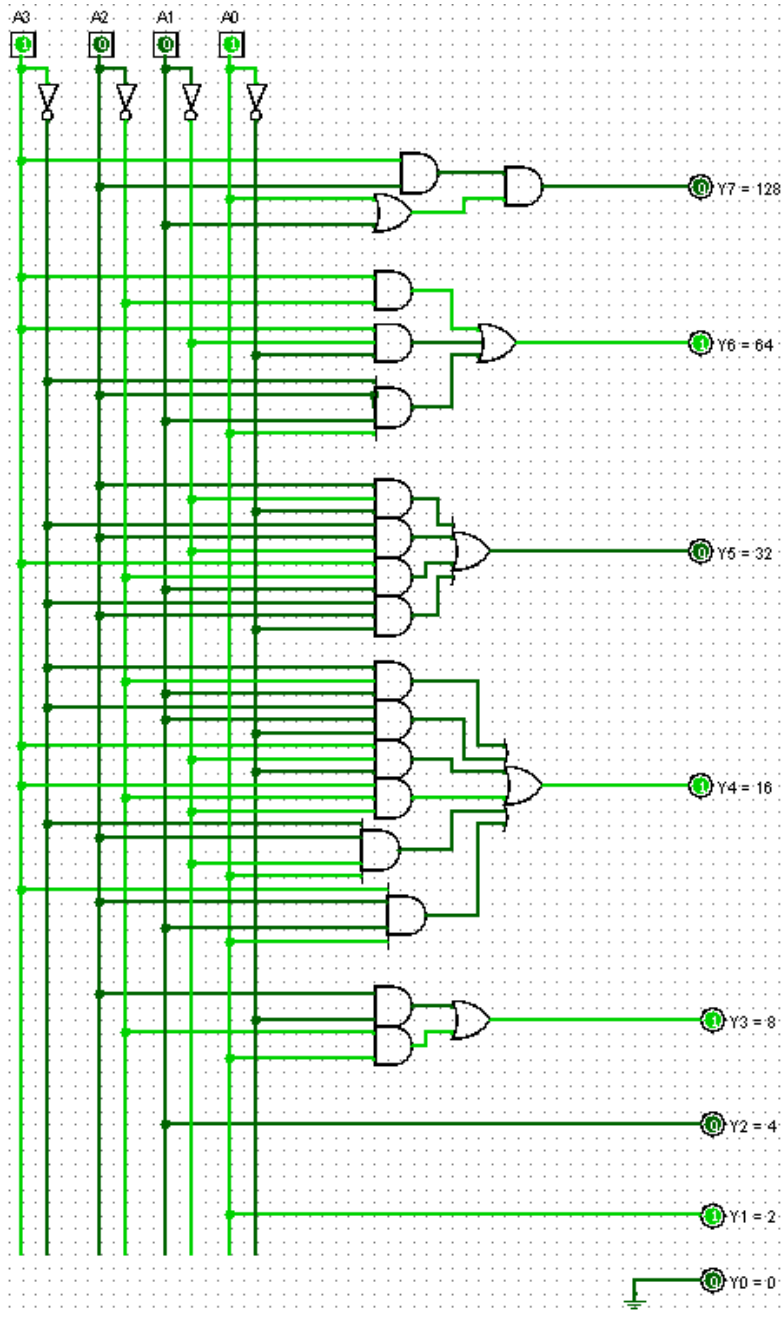 A3 A2 A1 A0
1 0 0 1
0 Y7 = 128
1 Y6 = 64
0 Y5 = 32
1 Y4 = 16
1 Y3 = 8
0 Y2 = 4
1 Y1 = 2
0 Y0 = 0